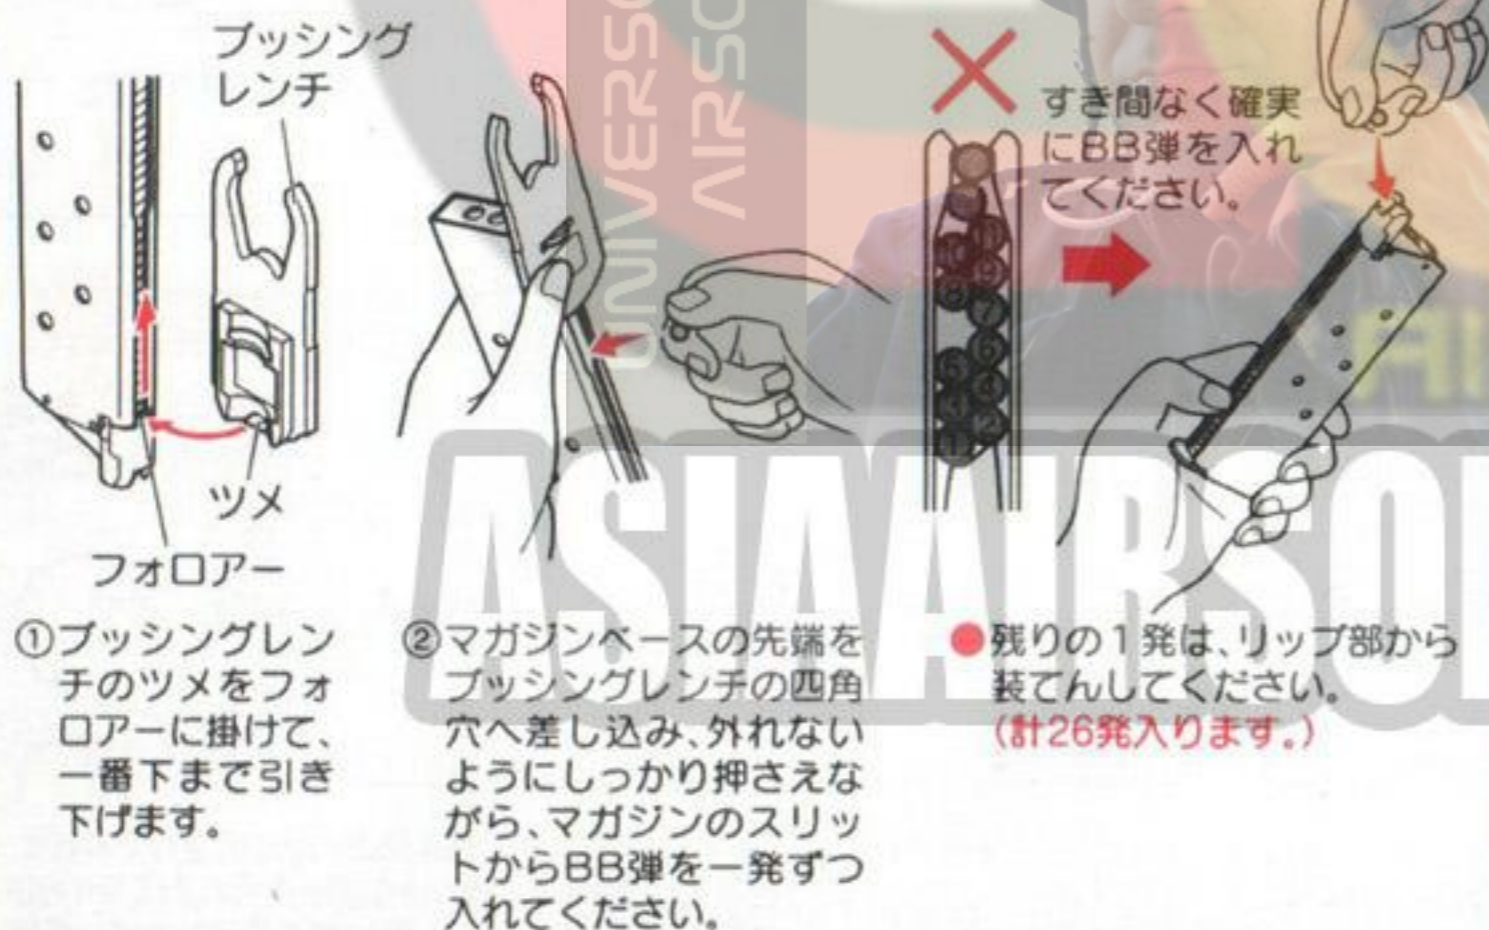 ブッシング
レンチ
ツメ
フォロアー
すき間なく確実
にBB弾を入れ
てください。
①ブッシングレン
チのツメをフォ
ロアーに掛けて、
一番下まで引き
下げます。
②マガジンベースの先端を
ブッシングレンチの四角
穴へ差し込み、外れない
ようにしっかり押さえな
がら、マガジンのスリッ
トからBB弾を一発ずつ
入れてください。
●残りの1発は、リップ部から
装てんしてください。
(計26発入ります。)
UNIVERS
AIRSO
ASIAAIRSO